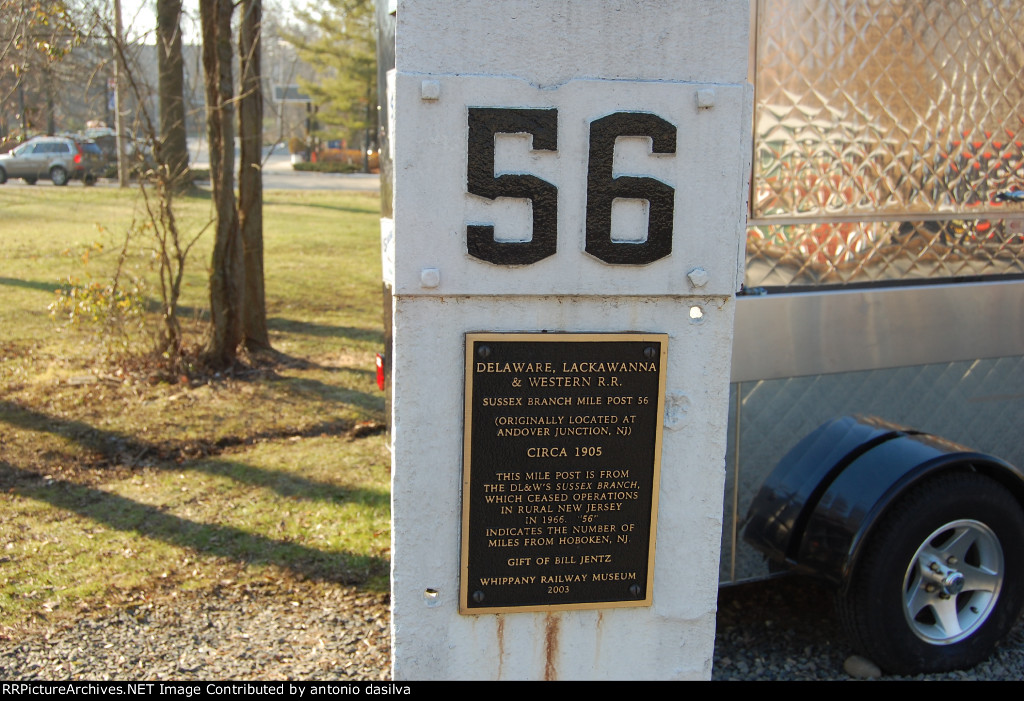 56
DELAWARE, LACKAWANNA
& WESTERN R.R.
SUSSEX BRANCH MILE POST 56
(ORIGINALLY LOCATED AT
ANDOVER JUNCTION, NJ)
CIRCA 1905
THIS MILE POST IS FROM
THE DL&W'S SUSSEX BRANCH,
WHICH CEASED OPERATIONS
IN RURAL NEW JERSEY
IN 1966. "56"
INDICATES THE NUMBER OF
MILES FROM HOBOKEN, NJ.
GIFT OF BILL JENTZ
WHIPPANY RAILWAY MUSEUM
2003
RGPictureArchives.NET Image Contributed by antonio dasilva